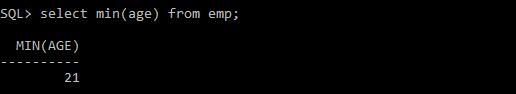 SQL> select min(age) from emp;
MIN(AGE)
----------
21